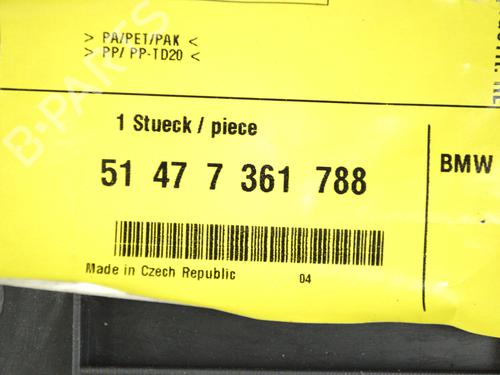 > PA/PET/PAK <
> PP/ PP-TD20 <
1 Stueck / piece
51 47 7 361 788
BMW
Made in Czech Republic 04
B-PARTS